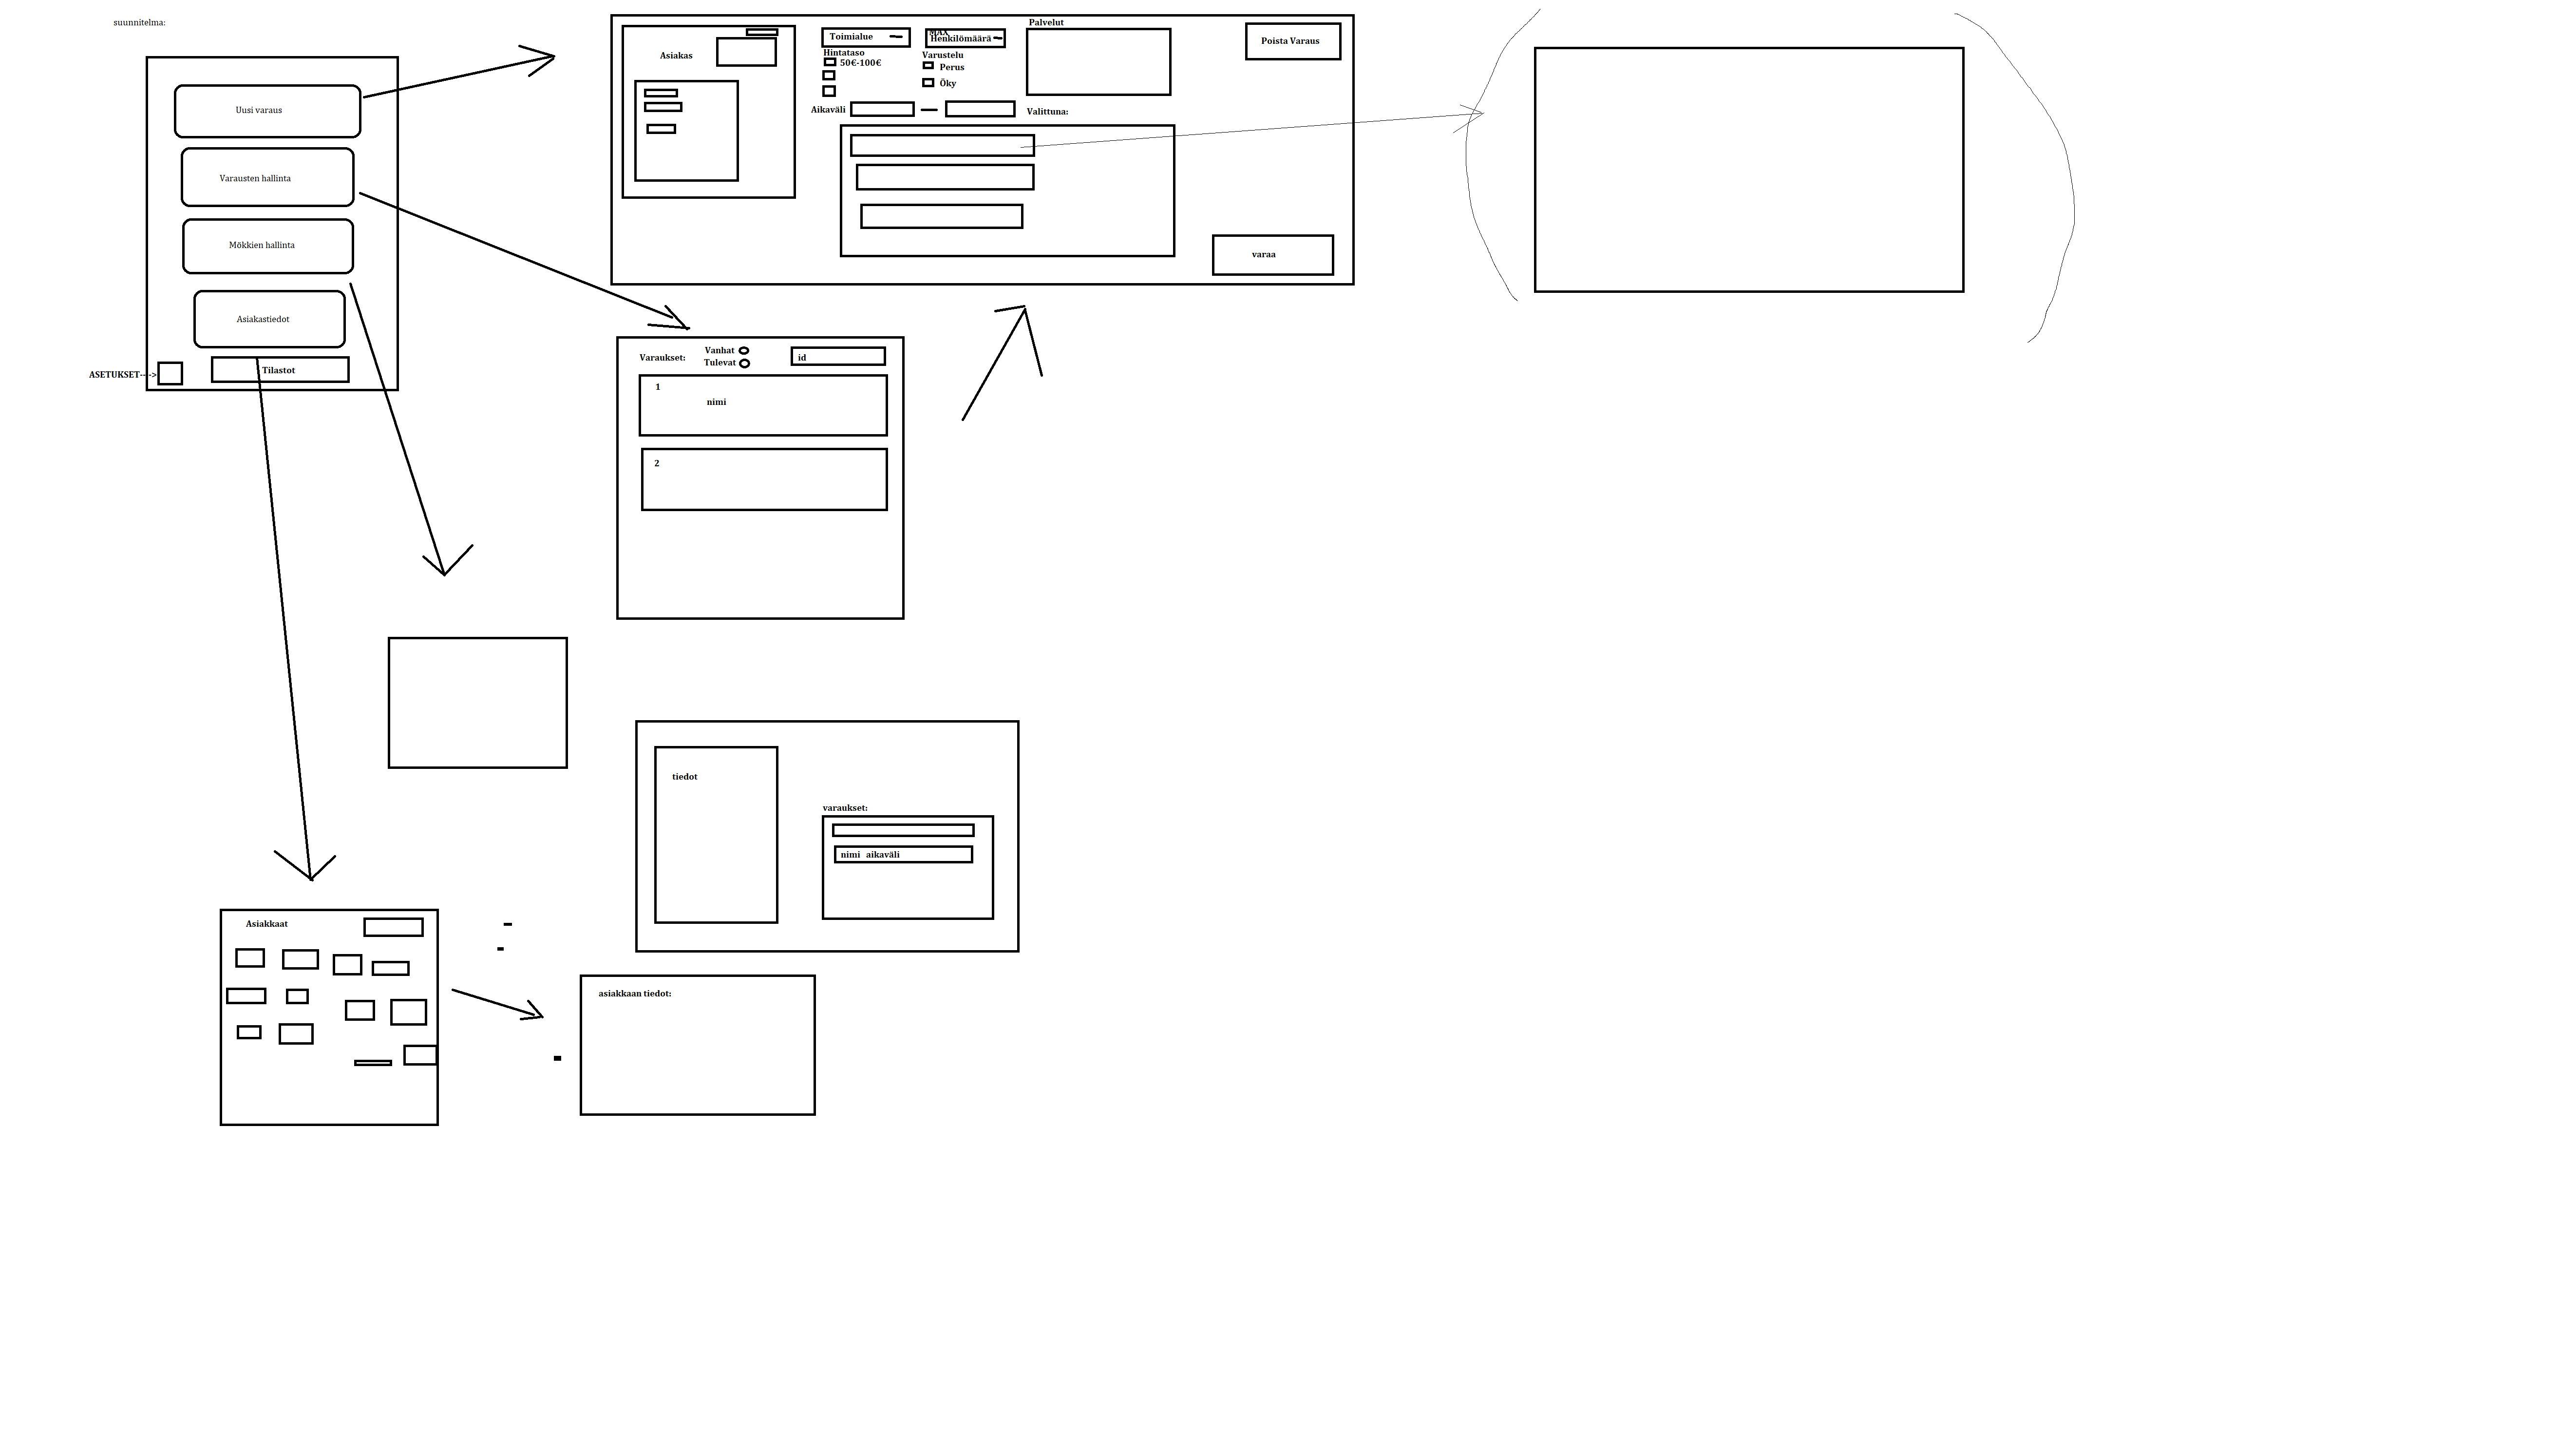 suunnitelma:
Uusi varaus
Varausten hallinta
Mökkien hallinta
Asiakastiedot
ASETUKSET---->
Tilastot
Asiakas
Toimialue
MAX
Henkilömäärä
Palvelut
Poista Varaus
Hintataso
50€-100€
Varustelu
Perus
Öky
Aikaväli
Valittuna:
varaa
Varaukset:
Vanhat
Tulevat
id
1
nimi
2
tiedot
varaukset:
nimi aikaväli
Asiakkaat
asiakkaan tiedot: